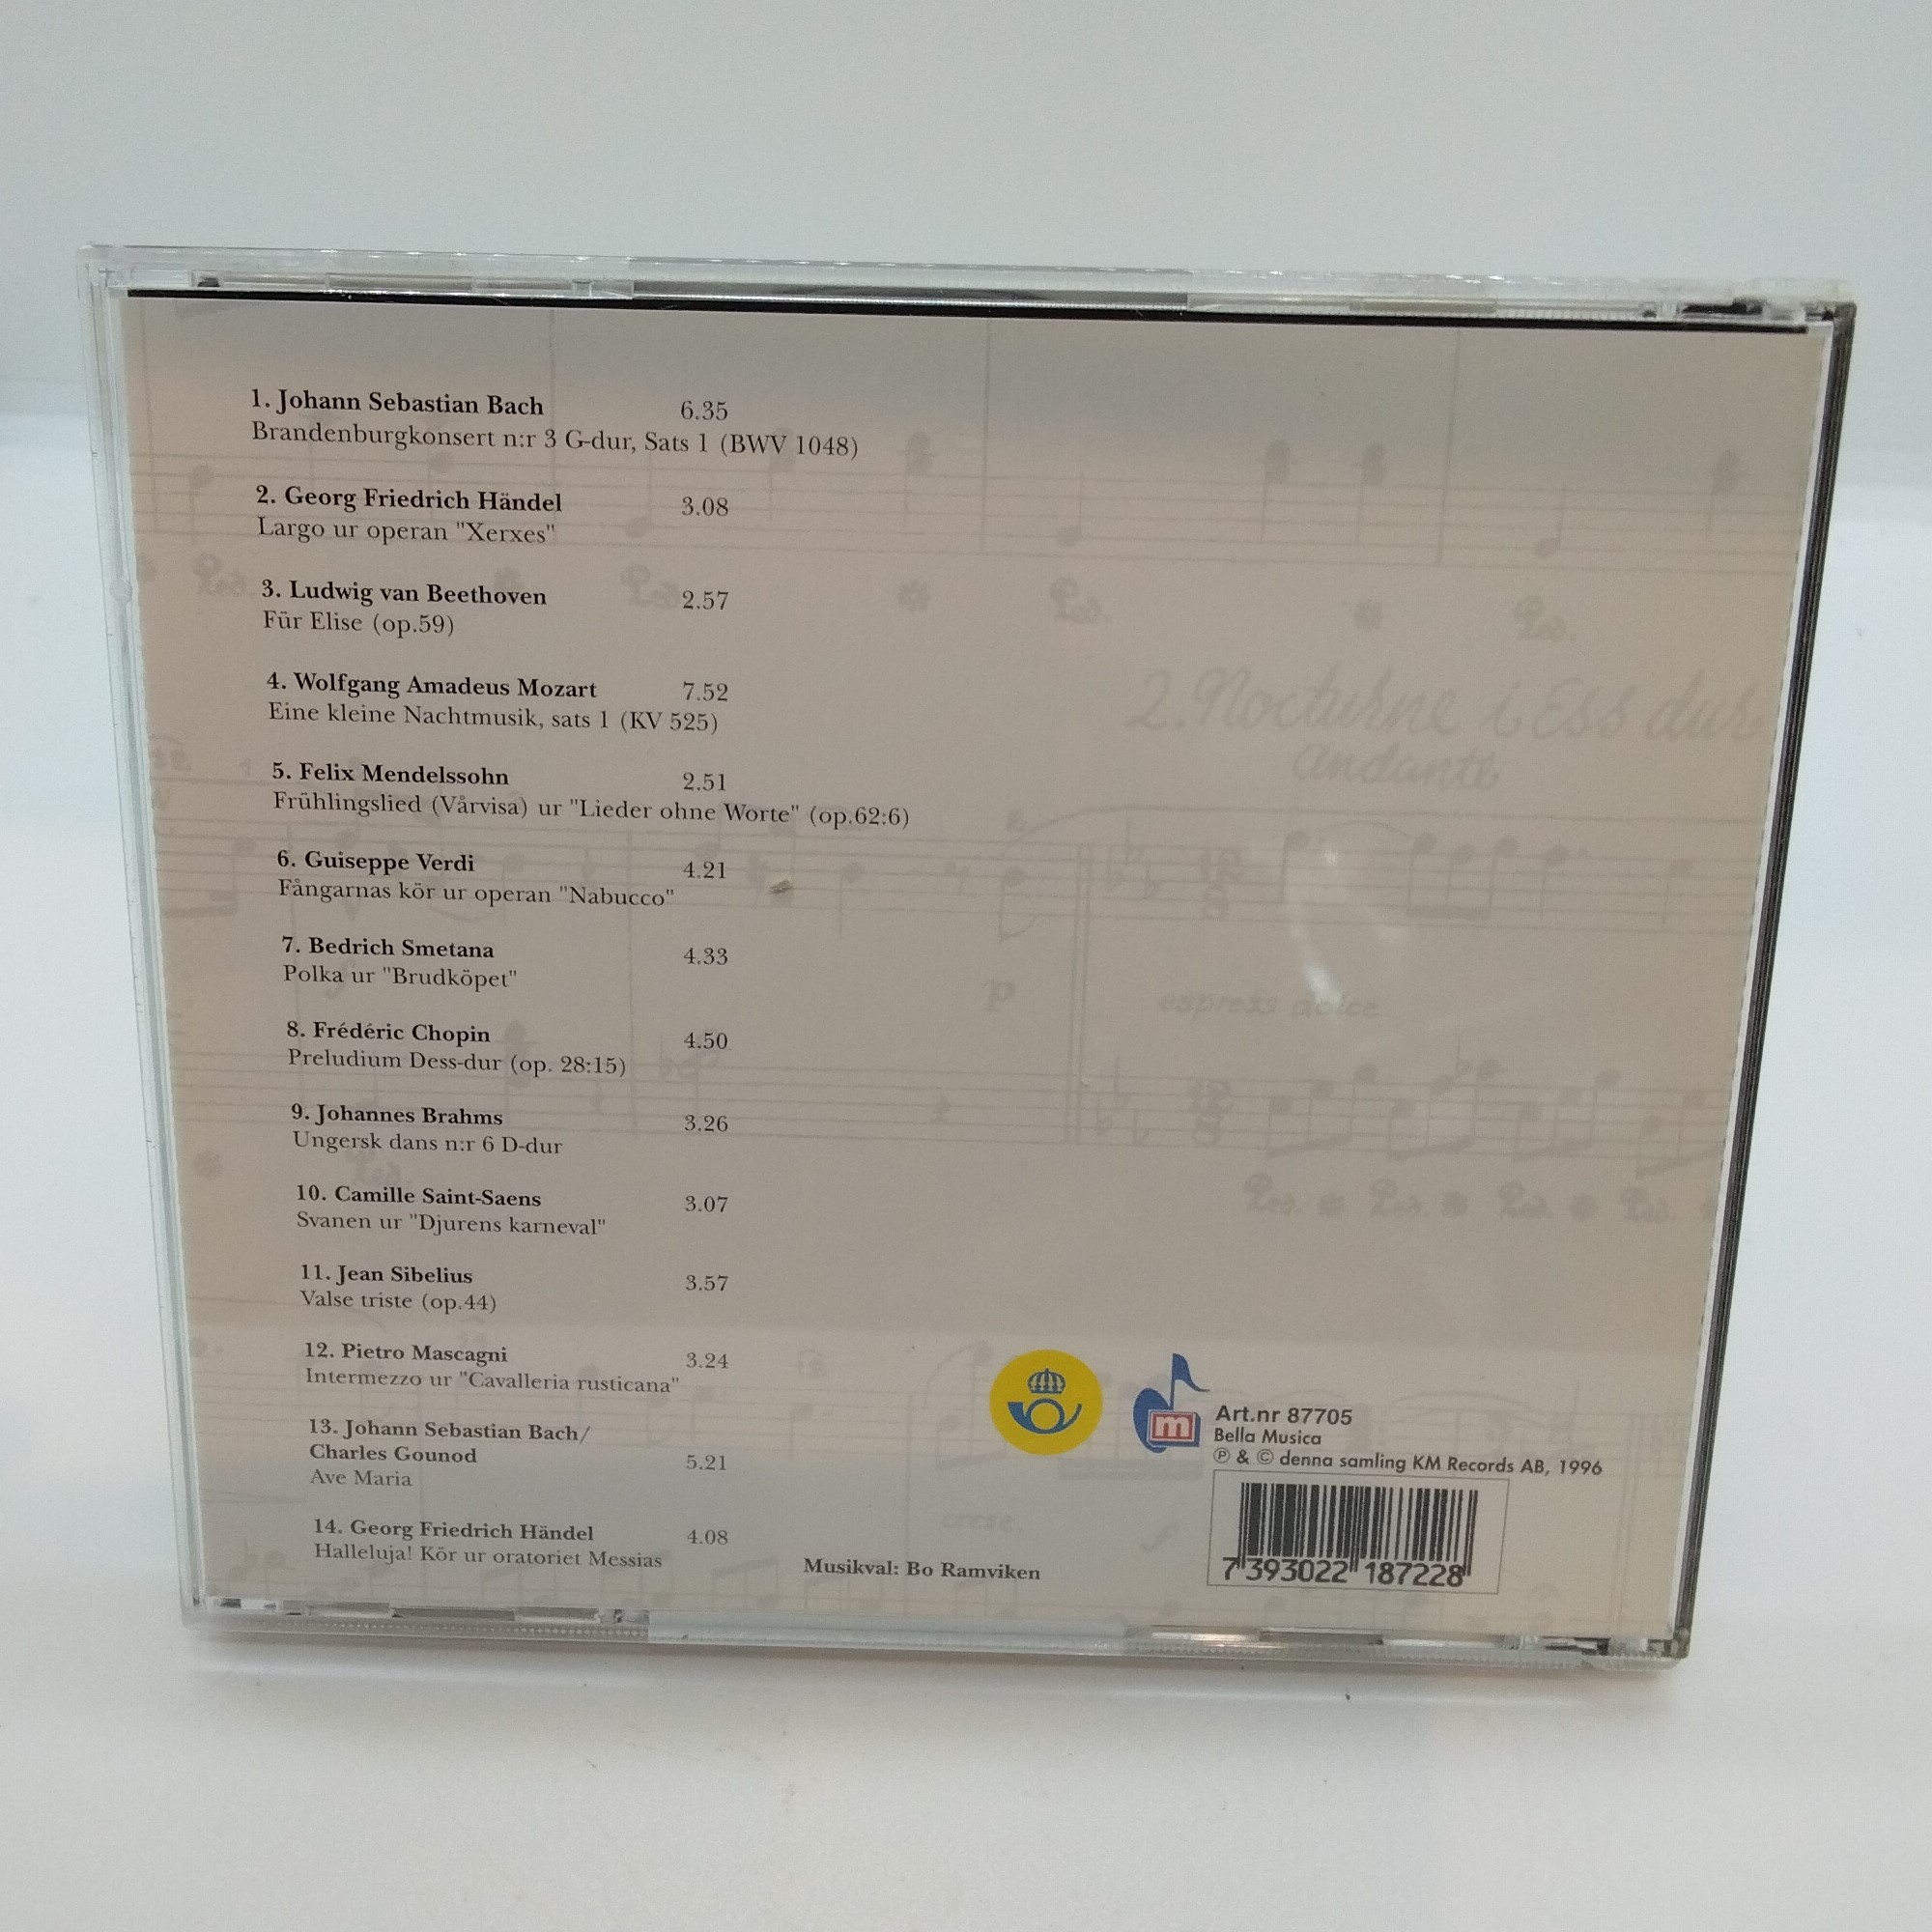 1. Johann Sebastian Bach 6.35
Brandenburgkonsert n:r 3 G-dur, Sats 1 (BWV 1048)
2. Georg Friedrich Händel 3.08
Largo ur operan "Xerxes"
3. Ludwig van Beethoven 2.57
Für Elise (op.59)
4. Wolfgang Amadeus Mozart 7.52
Eine kleine Nachtmusik, sats 1 (KV 525)
5. Felix Mendelssohn 2.51
Frühlingslied (Vårvisa) ur "Lieder ohne Worte" (op.62:6)
6. Guiseppe Verdi 4.21
Fångarnas kör ur operan "Nabucco"
7. Bedrich Smetana 4.33
Polka ur "Brudköpet"
8. Frédéric Chopin 4.50
Preludium Dess-dur (op. 28:15)
9. Johannes Brahms 3.26
Ungersk dans n:r 6 D-dur
10. Camille Saint-Saens 3.07
Svanen ur "Djurens karneval"
11. Jean Sibelius 3.57
Valse triste (op.44)
12. Pietro Mascagni 3.24
Intermezzo ur "Cavalleria rusticana"
13. Johann Sebastian Bach/
Charles Gounod 5.21
Ave Maria
14. Georg Friedrich Händel 4.08
Halleluja! Kör ur oratoriet Messias
Musikval: Bo Ramviken
2. Nocturne i Ess dur
Andante
p
espress dolce
Ped. * Ped. * Ped. * Ped.
cresc.
m
Art.nr 87705
Bella Musica
℗ & © denna samling KM Records AB, 1996
7 393022 187228